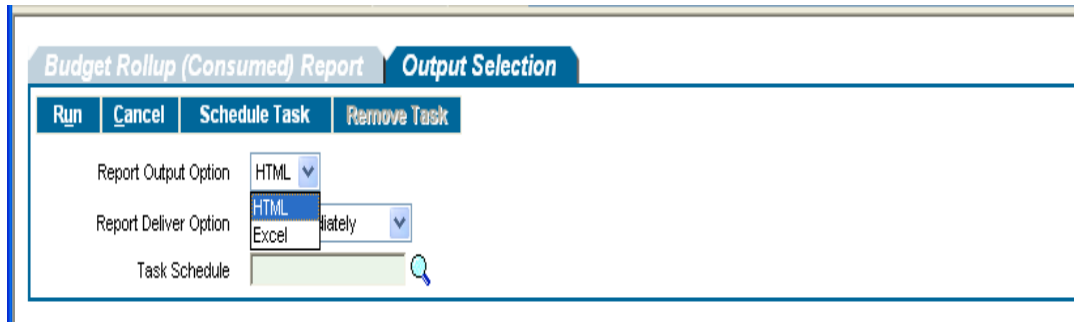 Budget Rollup (Consumed) Report Output Selection
Run Cancel Schedule Task Remove Task
Report Output Option HTML
HTML
Report Deliver Option diately
Excel
Task Schedule